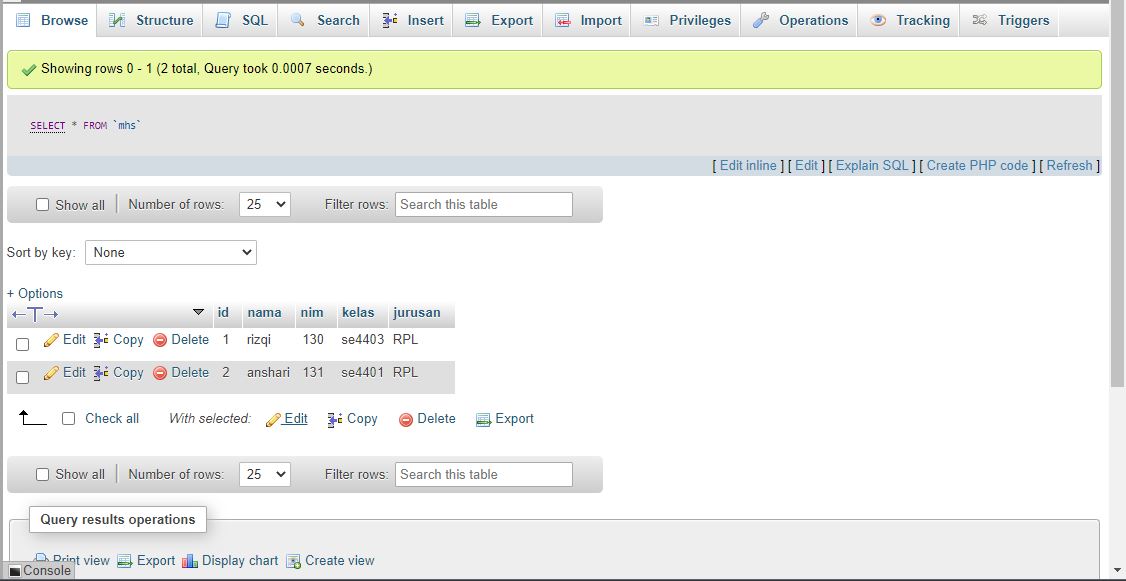 Browse Structure SQL Search Insert Export Import Privileges Operations Tracking Triggers
Showing rows 0 - 1 (2 total, Query took 0.0007 seconds.)
SELECT * FROM `mhs`
[ Edit inline ] [ Edit ] [ Explain SQL ] [ Create PHP code ] [ Refresh ]
Show all Number of rows: 25 Filter rows: Search this table
Sort by key: None
+ Options
←T→ id nama nim kelas jurusan
Edit Copy Delete 1 rizqi 130 se4403 RPL
Edit Copy Delete 2 anshari 131 se4401 RPL
Check all With selected: Edit Copy Delete Export
Show all Number of rows: 25 Filter rows: Search this table
Query results operations
Print view Export Display chart Create view
Console